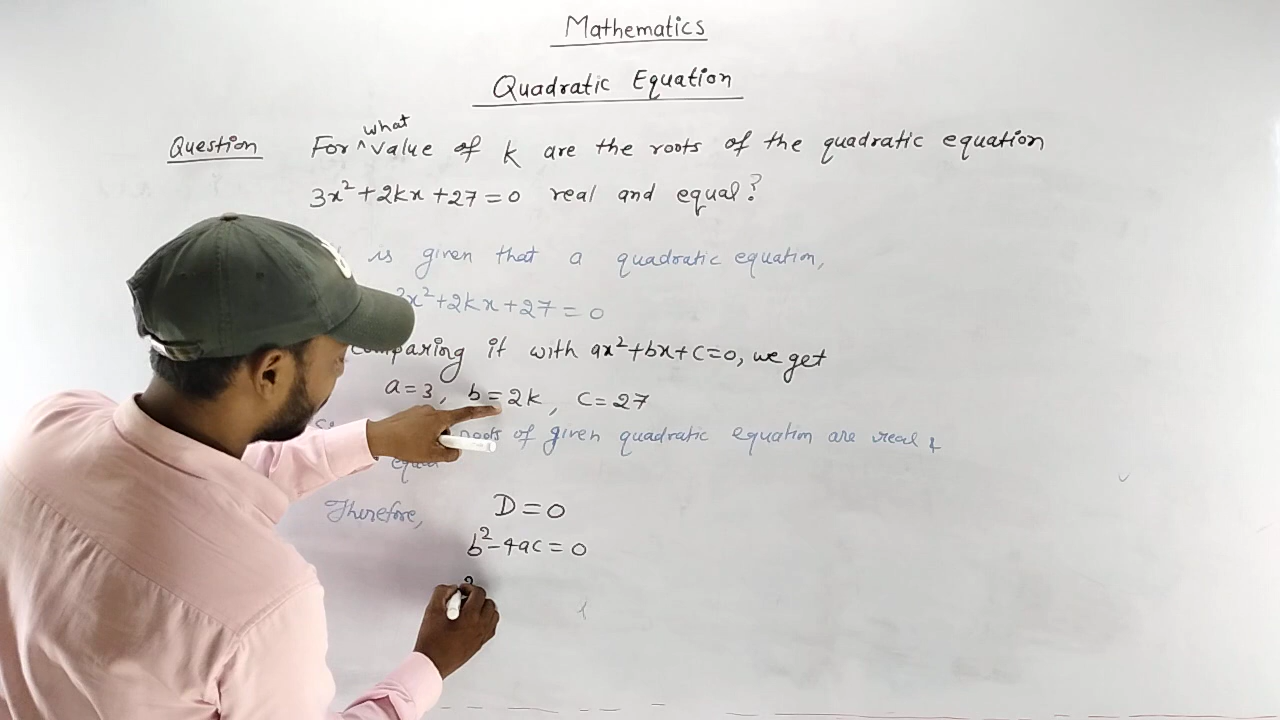 Mathematics
Quadratic Equation
Question For ^ what value of k are the roots of the quadratic equation
3x²+2kx+27=0 real and equal?
is given that a quadratic equation,
3x²+2kx+27=0
comparing it with ax²+bx+c=0, we get
a=3, b=2k, c=27
roots of given quadratic equation are real &
Therefore, D=0
b²-4ac=0